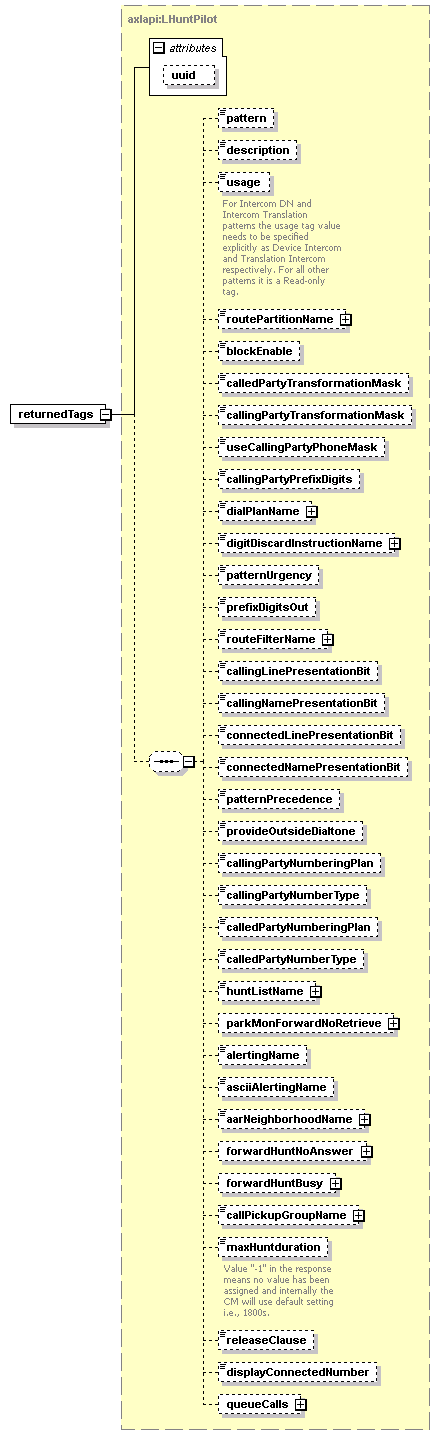 axlapi:LHuntPilot
attributes
uuid
pattern
description
usage
For Intercom DN and
Intercom Translation
patterns the usage tag value
needs to be specified
explicitly as Device Intercom
and Translation Intercom
respectively. For all other
patterns it is a Read-only
tag.
routePartitionName
blockEnable
calledPartyTransformationMask
returnedTags
callingPartyTransformationMask
useCallingPartyPhoneMask
callingPartyPrefixDigits
dialPlanName
digitDiscardInstructionName
patternUrgency
prefixDigitsOut
routeFilterName
callingLinePresentationBit
callingNamePresentationBit
connectedLinePresentationBit
connectedNamePresentationBit
patternPrecedence
provideOutsideDialtone
callingPartyNumberingPlan
callingPartyNumberType
calledPartyNumberingPlan
calledPartyNumberType
huntListName
parkMonForwardNoRetrieve
alertingName
asciiAlertingName
aarNeighborhoodName
forwardHuntNoAnswer
forwardHuntBusy
callPickupGroupName
maxHuntduration
Value "-1" in the response
means no value has been
assigned and internally the
CM will use default setting
i.e., 1800s.
releaseClause
displayConnectedNumber
queueCalls